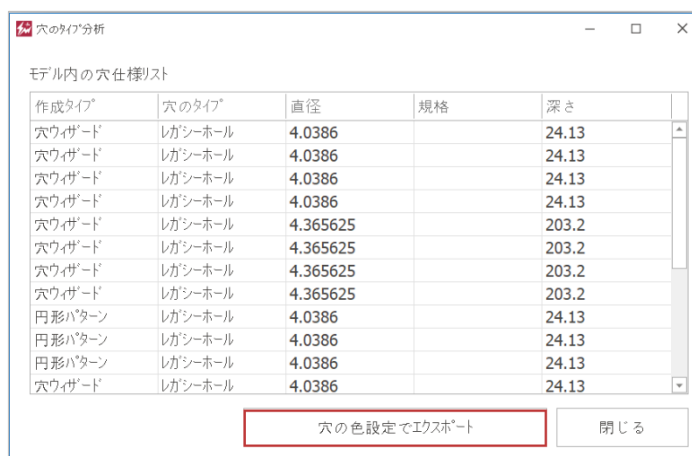 穴のﾀｲﾌﾟ分析
ﾓﾃﾞﾙ内の穴仕様ﾘｽﾄ
作成ﾀｲﾌﾟ 穴のﾀｲﾌﾟ 直径 規格 深さ
穴ｳｨｻﾞｰﾄﾞ ﾚｶﾞｼｰﾎｰﾙ 4.0386 24.13
穴ｳｨｻﾞｰﾄﾞ ﾚｶﾞｼｰﾎｰﾙ 4.0386 24.13
穴ｳｨｻﾞｰﾄﾞ ﾚｶﾞｼｰﾎｰﾙ 4.0386 24.13
穴ｳｨｻﾞｰﾄﾞ ﾚｶﾞｼｰﾎｰﾙ 4.0386 24.13
穴ｳｨｻﾞｰﾄﾞ ﾚｶﾞｼｰﾎｰﾙ 4.365625 203.2
穴ｳｨｻﾞｰﾄﾞ ﾚｶﾞｼｰﾎｰﾙ 4.365625 203.2
穴ｳｨｻﾞｰﾄﾞ ﾚｶﾞｼｰﾎｰﾙ 4.365625 203.2
穴ｳｨｻﾞｰﾄﾞ ﾚｶﾞｼｰﾎｰﾙ 4.365625 203.2
円形ﾊﾟﾀｰﾝ ﾚｶﾞｼｰﾎｰﾙ 4.0386 24.13
円形ﾊﾟﾀｰﾝ ﾚｶﾞｼｰﾎｰﾙ 4.0386 24.13
円形ﾊﾟﾀｰﾝ ﾚｶﾞｼｰﾎｰﾙ 4.0386 24.13
穴ｳｨｻﾞｰﾄﾞ ﾚｶﾞｼｰﾎｰﾙ 4.0386 24.13
穴の色設定でｴｸｽﾎﾟｰﾄ 閉じる